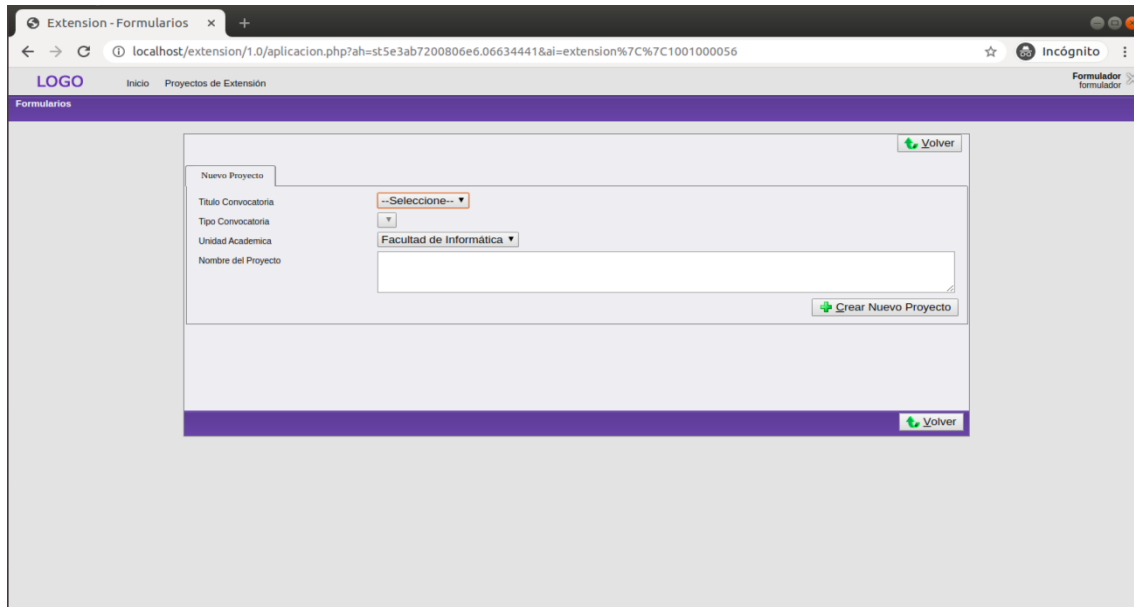 Extension - Formularios × +
localhost/extension/1.0/aplicacion.php?ah=st5e3ab7200806e6.06634441&ai=extension%7C%7C1001000056 Incógnito
LOGO Inicio Proyectos de Extensión Formulador
formulador
Formularios
Volver
Nuevo Proyecto
Titulo Convocatoria --Seleccione--
Tipo Convocatoria
Unidad Academica Facultad de Informática
Nombre del Proyecto
Crear Nuevo Proyecto
Volver